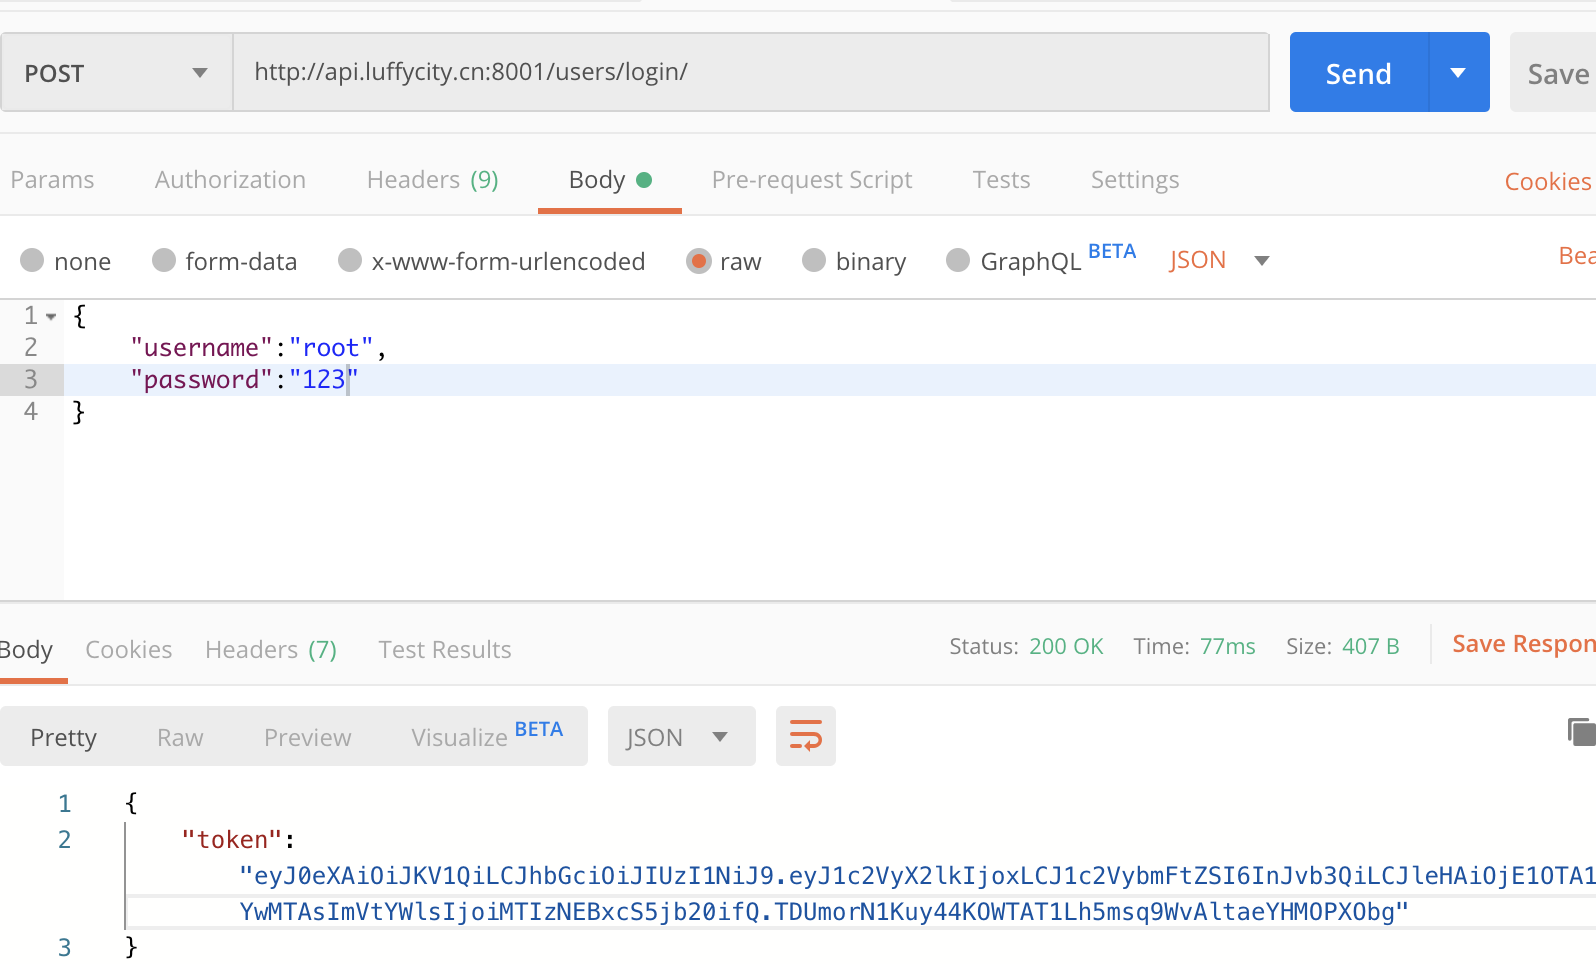 POST http://api.luffycity.cn:8001/users/login/ Send Save
Params Authorization Headers (9) Body Pre-request Script Tests Settings Cookies
none form-data x-www-form-urlencoded raw binary GraphQL BETA JSON Bea
1 {
2 "username":"root",
3 "password":"123"
4 }
Body Cookies Headers (7) Test Results Status: 200 OK Time: 77ms Size: 407 B Save Respon
Pretty Raw Preview Visualize BETA JSON
1 {
2 "token":
"eyJ0eXAiOiJKV1QiLCJhbGciOiJIUzI1NiJ9.eyJ1c2VyX2lkIjoxLCJ1c2VybmFtZSI6InJvb3QiLCJleHAiOjE1OTA1
YwMTAsImVtYWlsIjoiMTIzNEBxcS5jb20ifQ.TDUmorN1Kuy44KOWTAT1Lh5msq9WvAltaeYHMOPXObg"
3 }